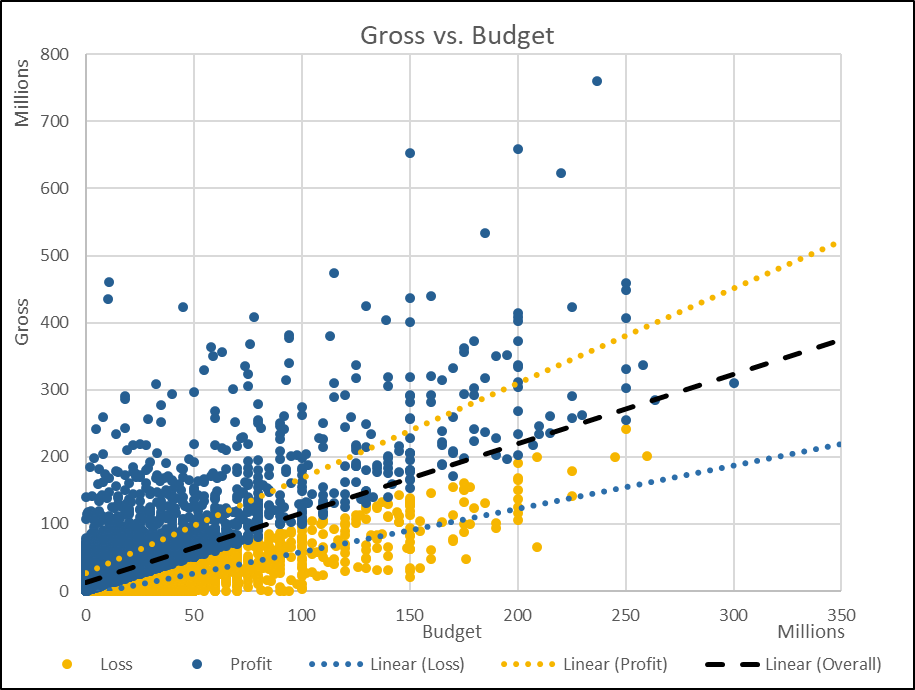 Gross vs. Budget
Millions
800
700
600
500
400
300
200
100
0
Gross
0 50 100 150 200 250 300 350
Budget
Millions
Loss Profit Linear (Loss) Linear (Profit) Linear (Overall)